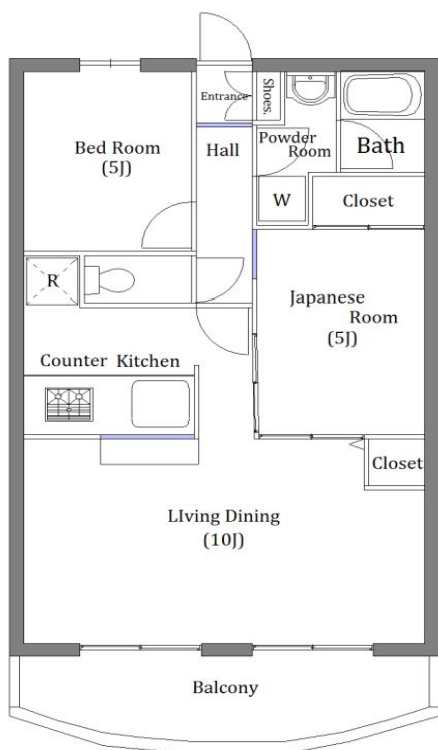 Entrance
Shoes.
Bed Room
(5J)
Hall
Powder
Room
Bath
W
Closet
R
Japanese
Room
(5J)
Counter Kitchen
Closet
LIving Dining
(10J)
Balcony